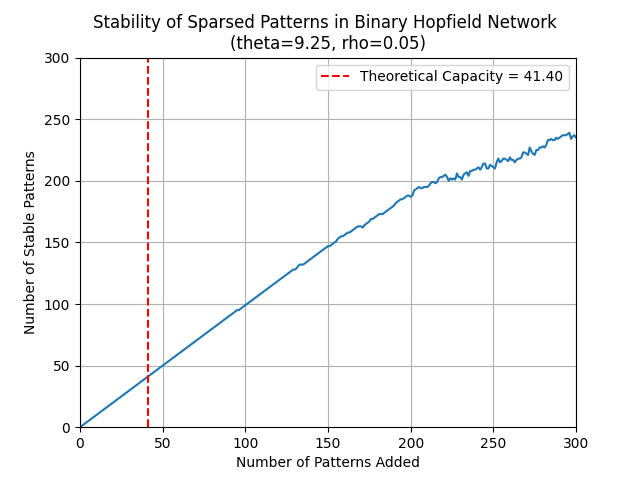 Stability of Sparsed Patterns in Binary Hopfield Network
(theta=9.25, rho=0.05)
Theoretical Capacity = 41.40
Number of Stable Patterns
300
250
200
150
100
50
0
0 50 100 150 200 250 300
Number of Patterns Added